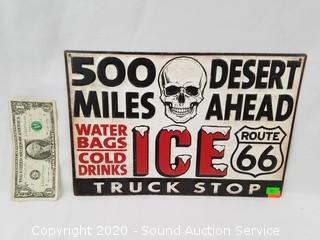 500 DESERT
MILES AHEAD
WATER
BAGS
COLD
DRINKS
ICE
ROUTE
66
TRUCK STOP
Copyright 2020 - Sound Auction Service